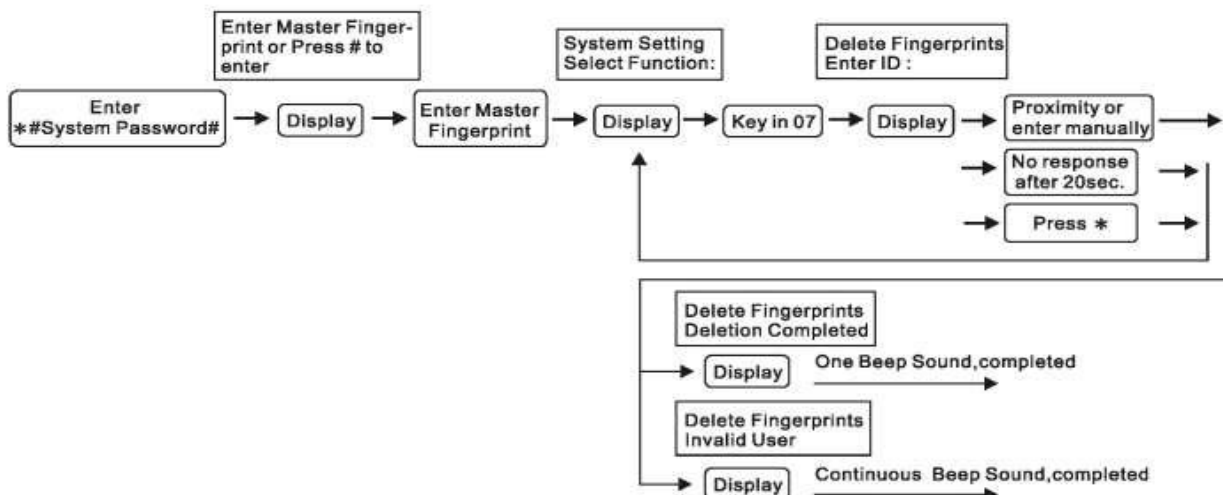 Enter Master Finger-
print or Press # to
enter
System Setting
Select Function:
Delete Fingerprints
Enter ID :
Enter
*#System Password#
Display
Enter Master
Fingerprint
Display
Key in 07
Display
Proximity or
enter manually
No response
after 20sec.
Press *
Delete Fingerprints
Deletion Completed
Display
One Beep Sound,completed
Delete Fingerprints
Invalid User
Display
Continuous Beep Sound,completed